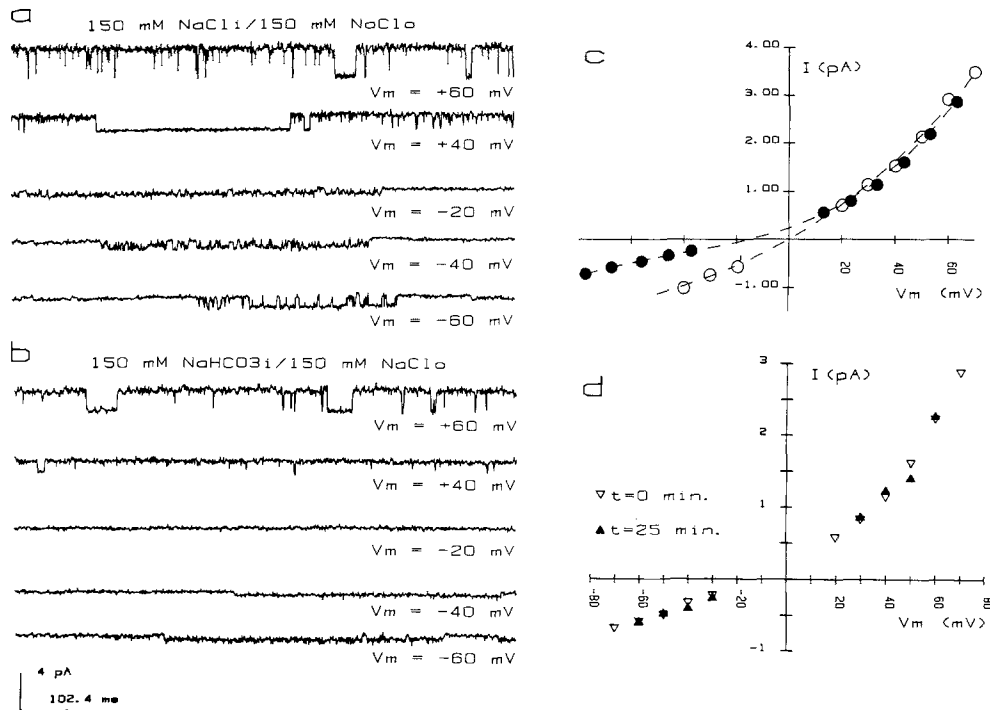 a
150 mM NaCli/150 mM NaClo
Vm = +60 mV
Vm = +40 mV
Vm = -20 mV
Vm = -40 mV
Vm = -60 mV
b
150 mM NaHCO3i/150 mM NaClo
Vm = +60 mV
Vm = +40 mV
Vm = -20 mV
Vm = -40 mV
Vm = -60 mV
4 pA
102.4 ms
c
I (pA)
4.00
3.00
2.00
1.00
-1.00
20
40
60
Vm (mV)
d
I (pA)
3
2
1
-1
▽ t=0 min.
▲ t=25 min.
-80
-60
-20
20
40
60
80
Vm (mV)